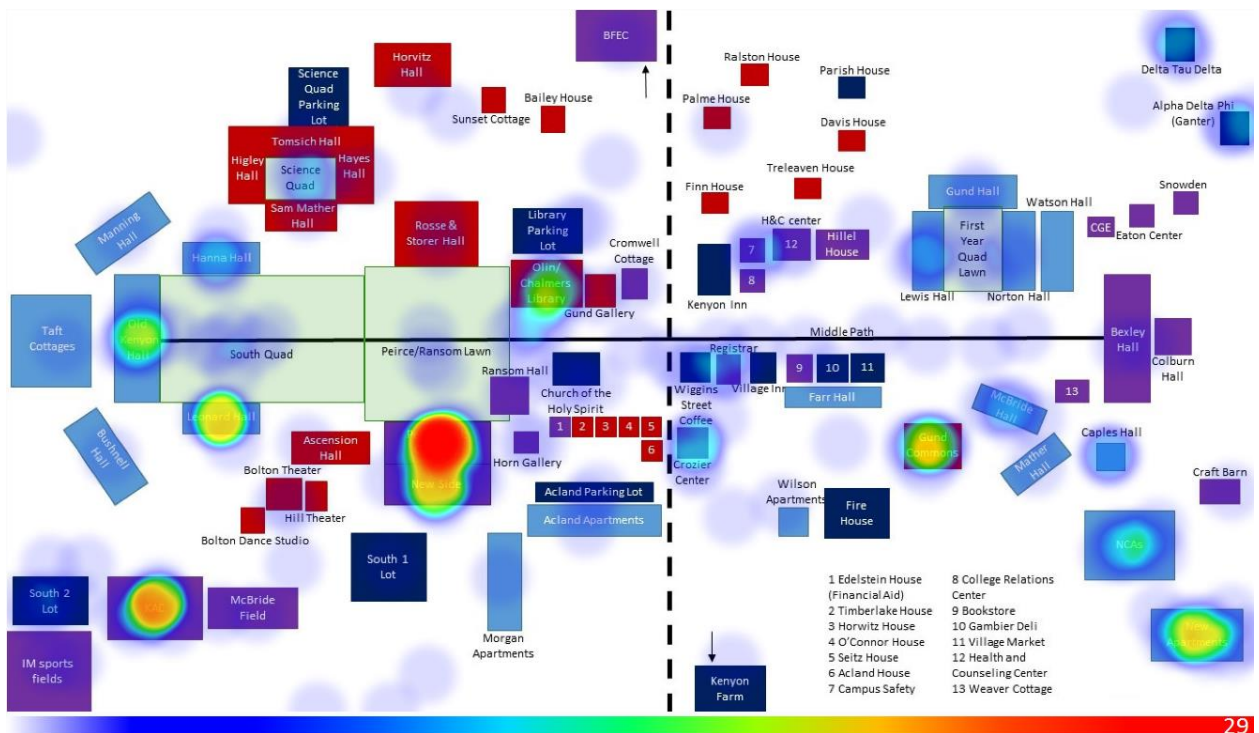 BFEC
Horvitz
Hall
Science
Quad
Parking
Lot
Sunset Cottage
Bailey House
Ralston House
Parish House
Palme House
Davis House
Treleaven House
Finn House
Delta Tau Delta
Alpha Delta Phi
(Ganter)
Tomsich Hall
Higley
Hall
Science
Quad
Hayes
Hall
Sam Mather
Hall
Manning
Hall
Hanna Hall
Rosse &
Storer Hall
Library
Parking
Lot
Cromwell
Cottage
Olin/
Chalmers
Library
Gund Gallery
H&C center
7
12
Hillel
House
8
Kenyon Inn
Gund Hall
Watson Hall
First
Year
Quad
Lawn
Lewis Hall
Norton Hall
CGE
Eaton Center
Snowden
Taft
Cottages
Old
Kenyon
Hall
South Quad
Peirce/Ransom Lawn
Middle Path
Bexley
Hall
Colburn
Hall
Ransom Hall
Church of the
Holy Spirit
Registrar
Wiggins
Street
Coffee
Village Inn
9
10
11
Farr Hall
13
Leonard Hall
Bushnell
Hall
Ascension
Hall
New Side
Horn Gallery
1
2
3
4
5
6
Crozier
Center
Gund
Commons
McBride
Hall
Mather
Hall
Caples Hall
Craft Barn
Bolton Theater
Hill Theater
Bolton Dance Studio
South 1
Lot
Acland Parking Lot
Acland Apartments
Wilson
Apartments
Fire
House
NCAs
South 2
Lot
KAC
McBride
Field
Morgan
Apartments
IM sports
fields
Kenyon
Farm
New
Apartments
1 Edelstein House
(Financial Aid)
2 Timberlake House
3 Horwitz House
4 O'Connor House
5 Seitz House
6 Acland House
7 Campus Safety
8 College Relations
Center
9 Bookstore
10 Gambier Deli
11 Village Market
12 Health and
Counseling Center
13 Weaver Cottage
29